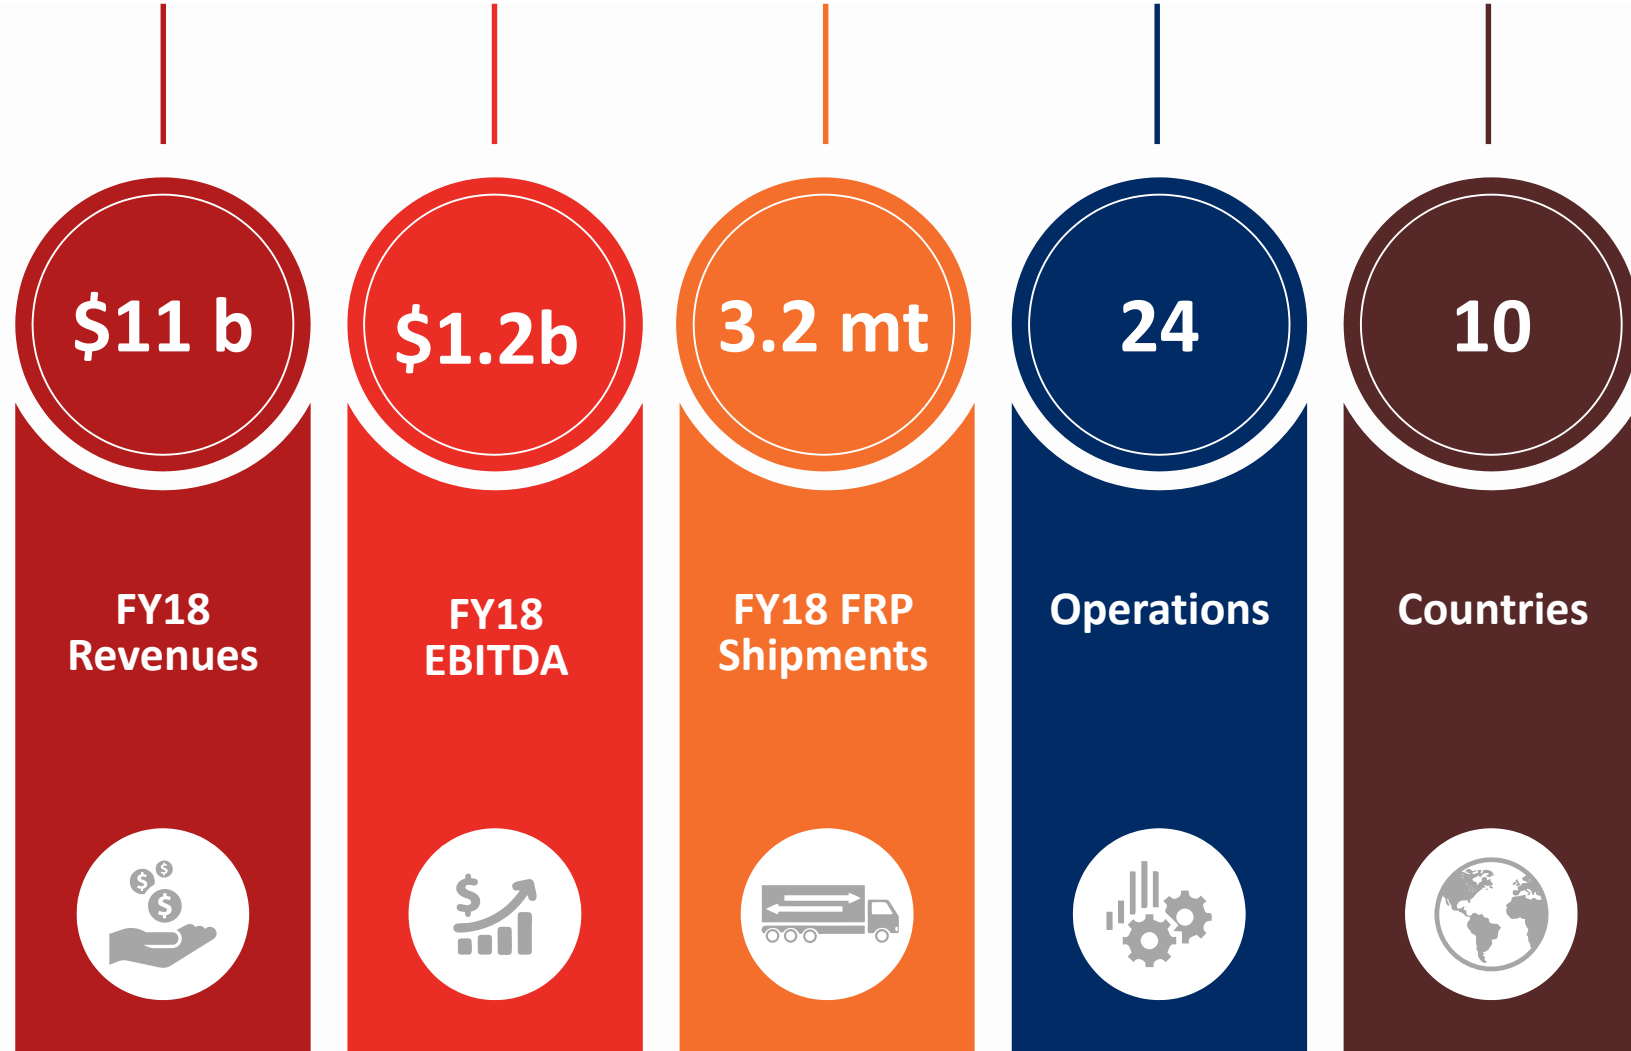 $11 b
FY18
Revenues
$1.2b
FY18
EBITDA
3.2 mt
FY18 FRP
Shipments
24
Operations
10
Countries
$
$
$
$